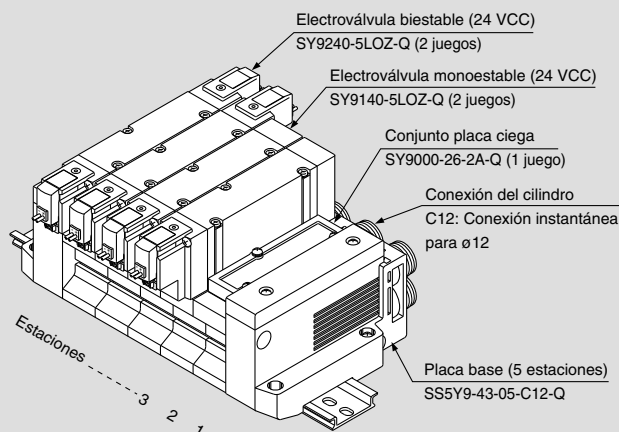 Electroválvula biestable (24 VCC)
SY9240-5LOZ-Q (2 juegos)
Electroválvula monoestable (24 VCC)
SY9140-5LOZ-Q (2 juegos)
Conjunto placa ciega
SY9000-26-2A-Q (1 juego)
Conexión del cilindro
C12: Conexión instantánea
para ø12
Estaciones
3
2
1
Placa base (5 estaciones)
SS5Y9-43-05-C12-Q